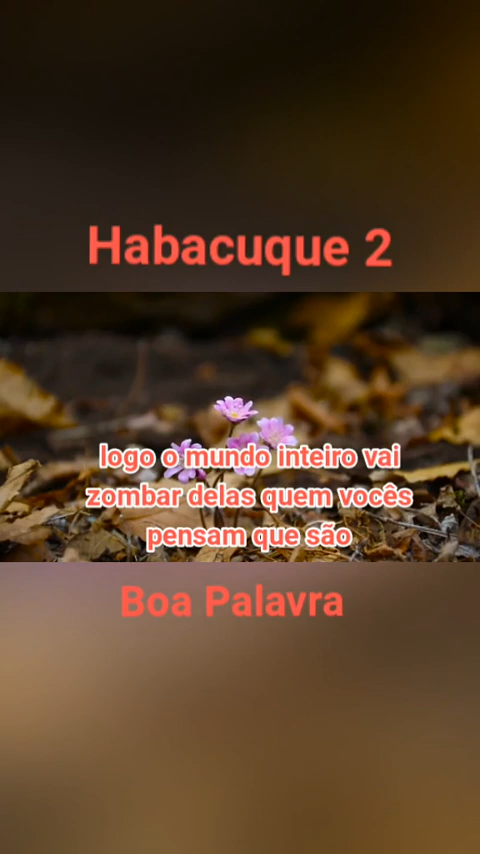 Habacuque 2
logo o mundo inteiro vai
zombar delas quem vocês
pensam que são
Boa Palavra